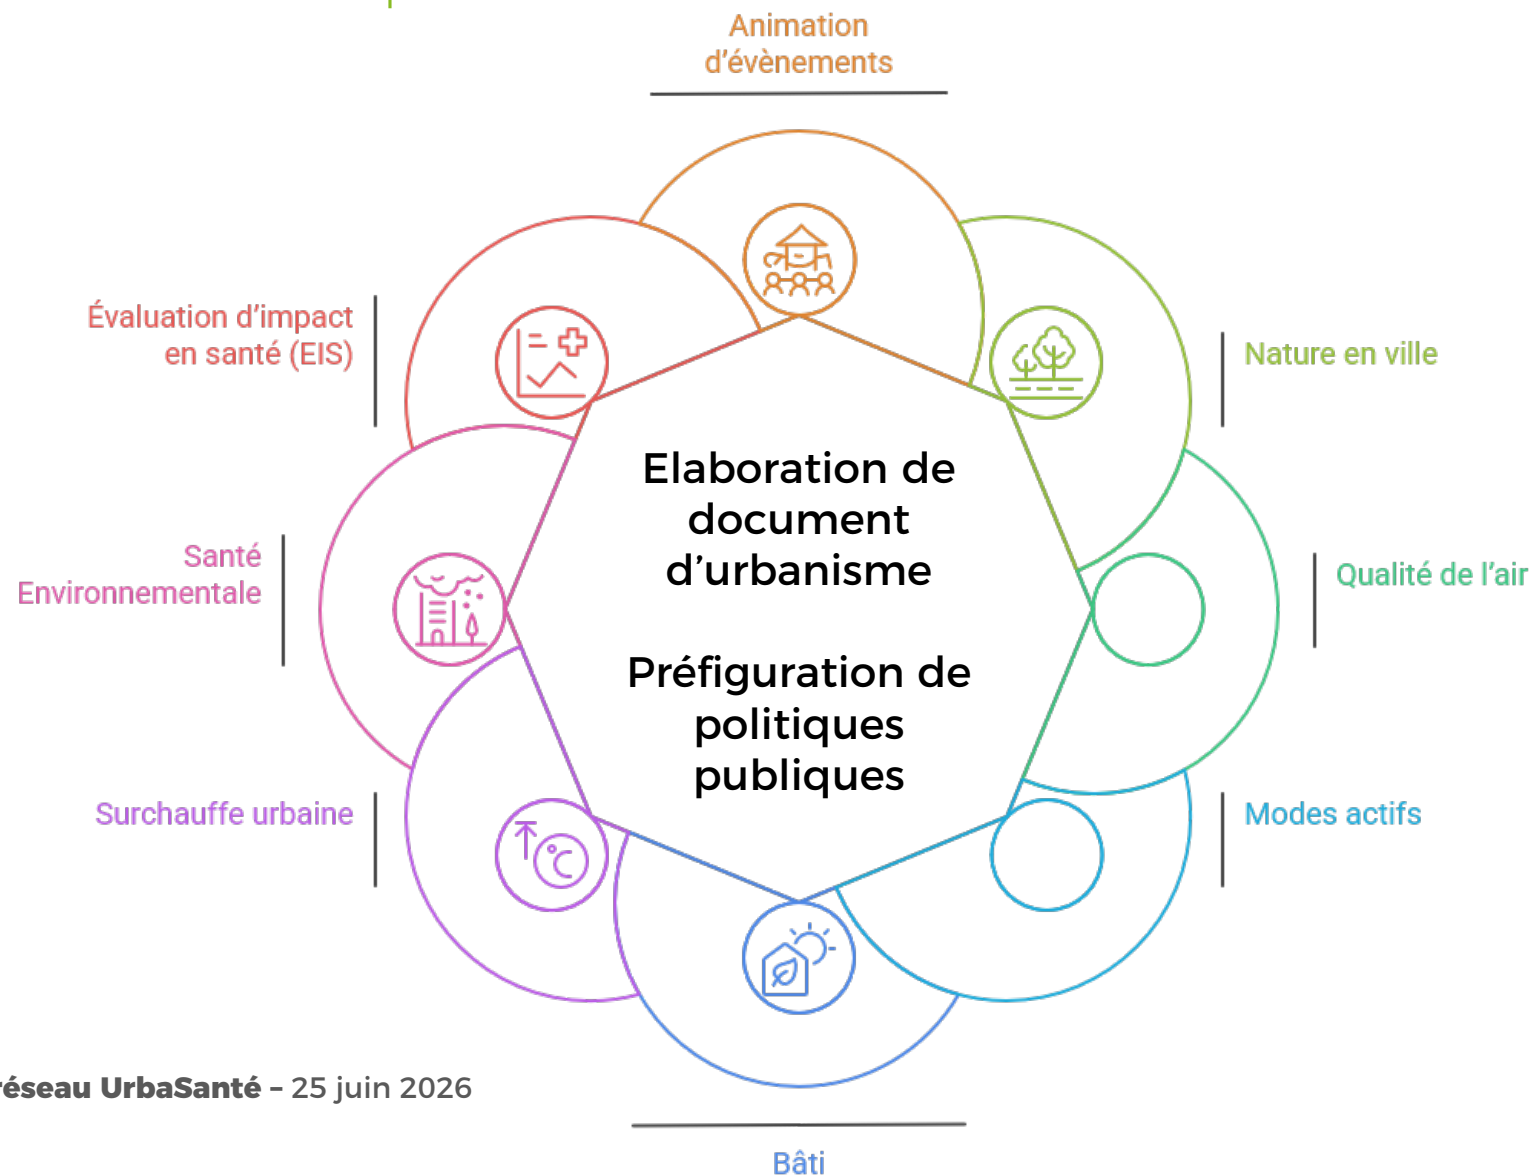 Animation
d'évènements
Évaluation d'impact
en santé (EIS)
Nature en ville
Elaboration de
document
d'urbanisme
Santé
Environnementale
Qualité de l'air
Préfiguration de
politiques
publiques
Surchauffe urbaine
Modes actifs
°C
réseau UrbaSanté – 25 juin 2026
Bâti